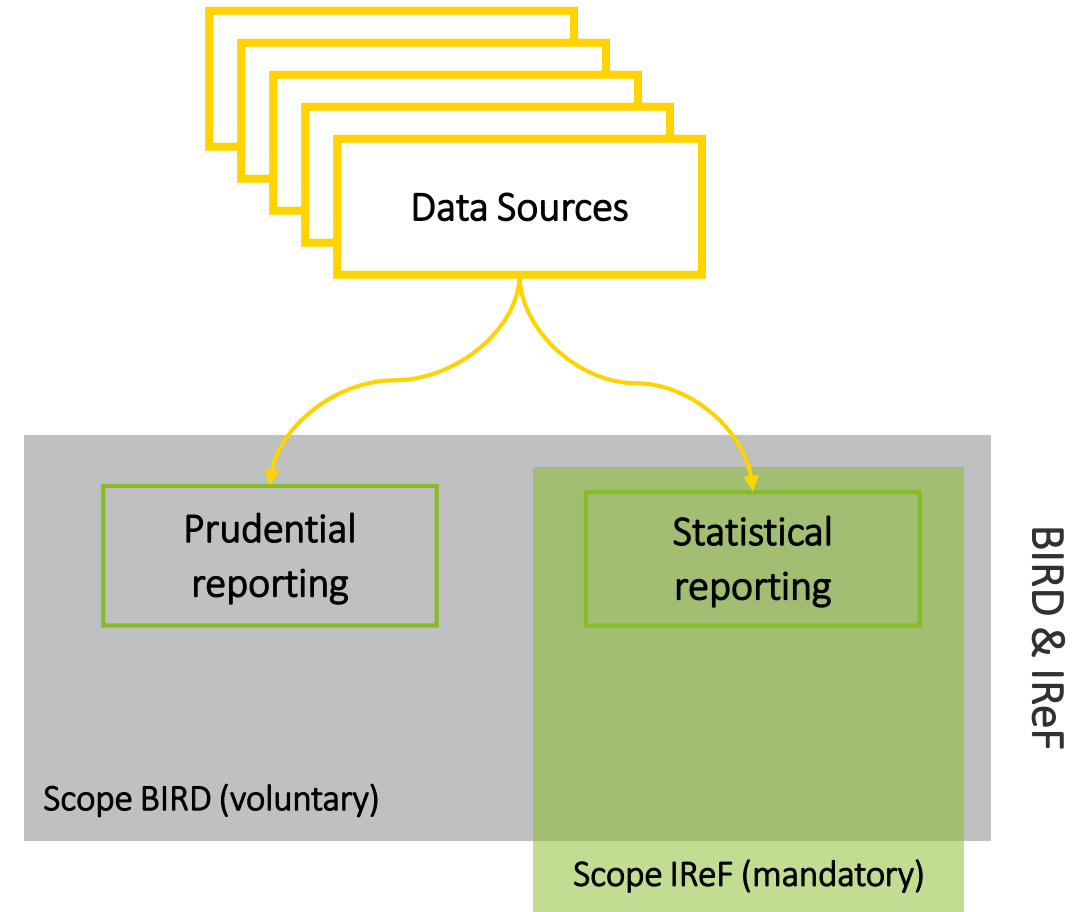 Data Sources
Prudential
reporting
Statistical
reporting
BIRD & IReF
Scope BIRD (voluntary)
Scope IReF (mandatory)